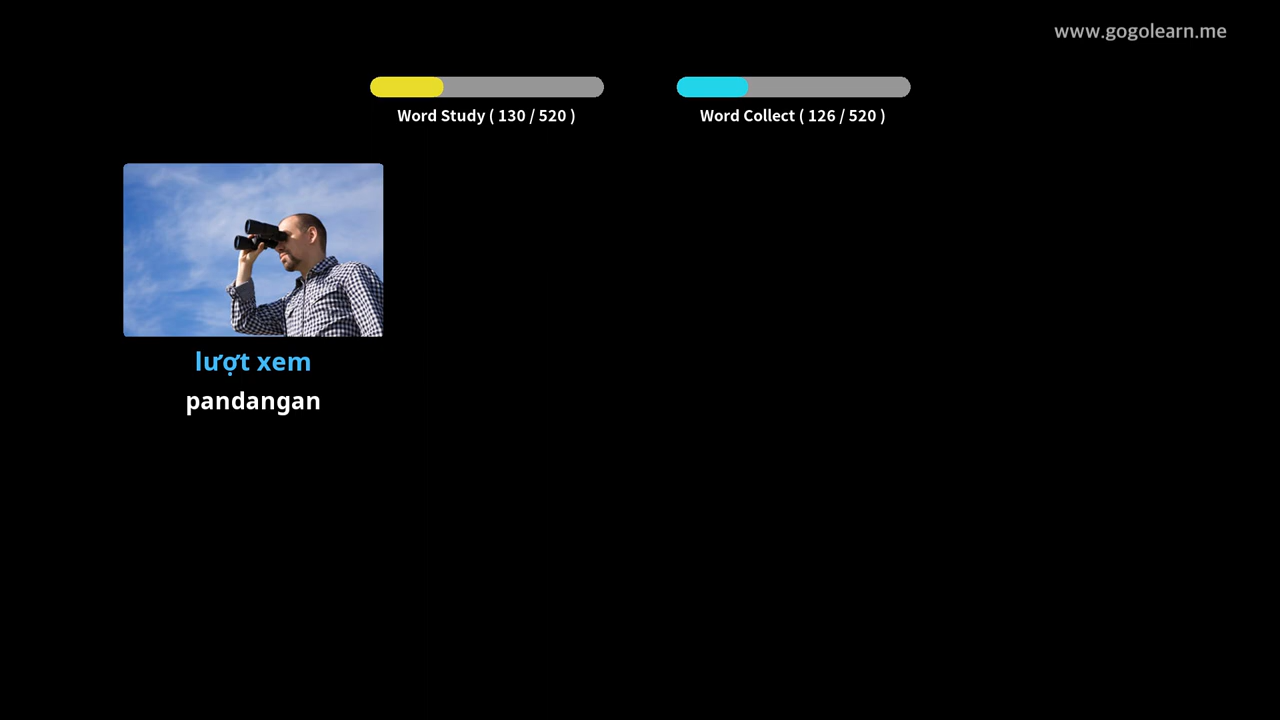 www.gogolearn.me
Word Study ( 130 / 520 )
Word Collect ( 126 / 520 )
lượt xem
pandangan